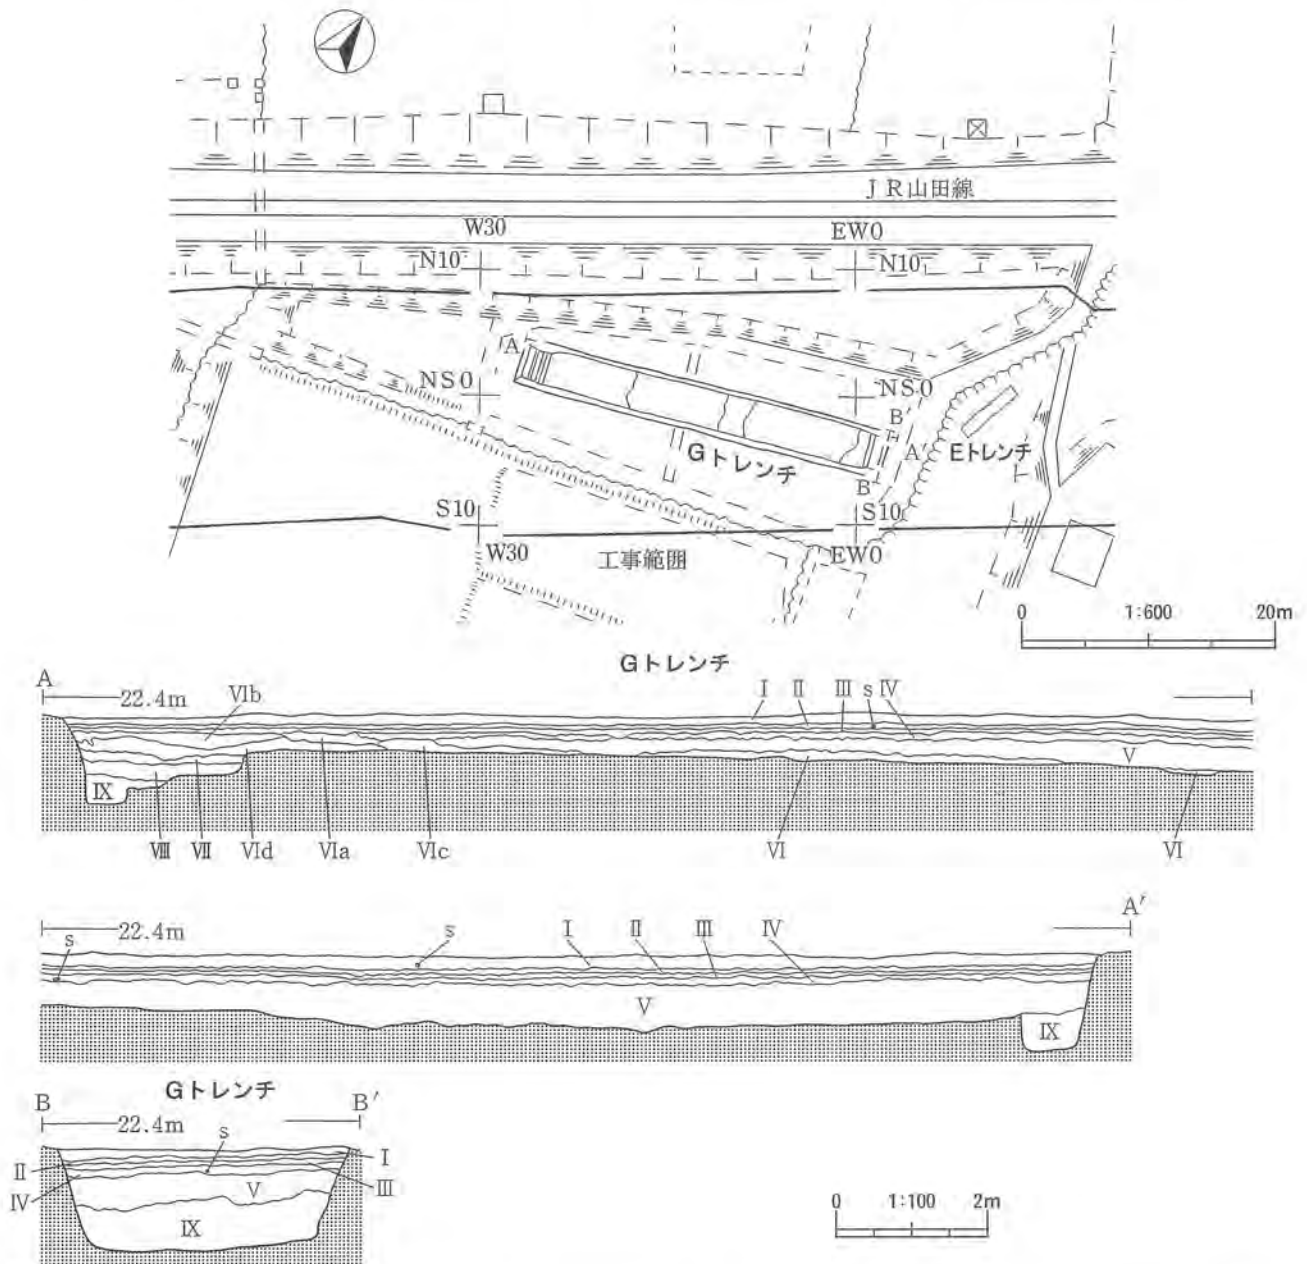 JR山田線
W30
EW0
N10
N10
A
NS0
NS0
B
A′
Gトレンチ
Eトレンチ
B′
S10
S10
W30
工事範囲
EW0
0 1:600 20m
Gトレンチ
A
22.4m
Ⅵb
Ⅰ Ⅱ Ⅲ s Ⅳ
Ⅴ
Ⅸ
Ⅷ Ⅶ Ⅵd Ⅵa Ⅵc Ⅵ Ⅵ
A′
22.4m
s s Ⅰ Ⅱ Ⅲ Ⅳ
Ⅴ
Ⅸ
Gトレンチ
B B′
22.4m
s
Ⅰ
Ⅱ
Ⅲ
Ⅳ
Ⅴ
Ⅸ
0 1:100 2m